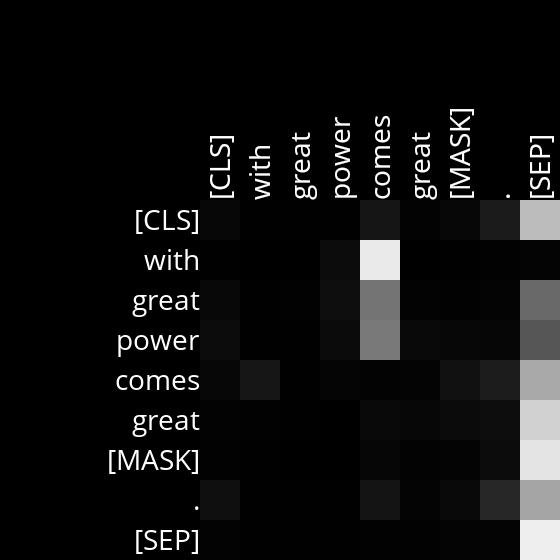 [CLS] with great power comes great [MASK] . [SEP]
[CLS]
with
great
power
comes
great
[MASK]
.
[SEP]